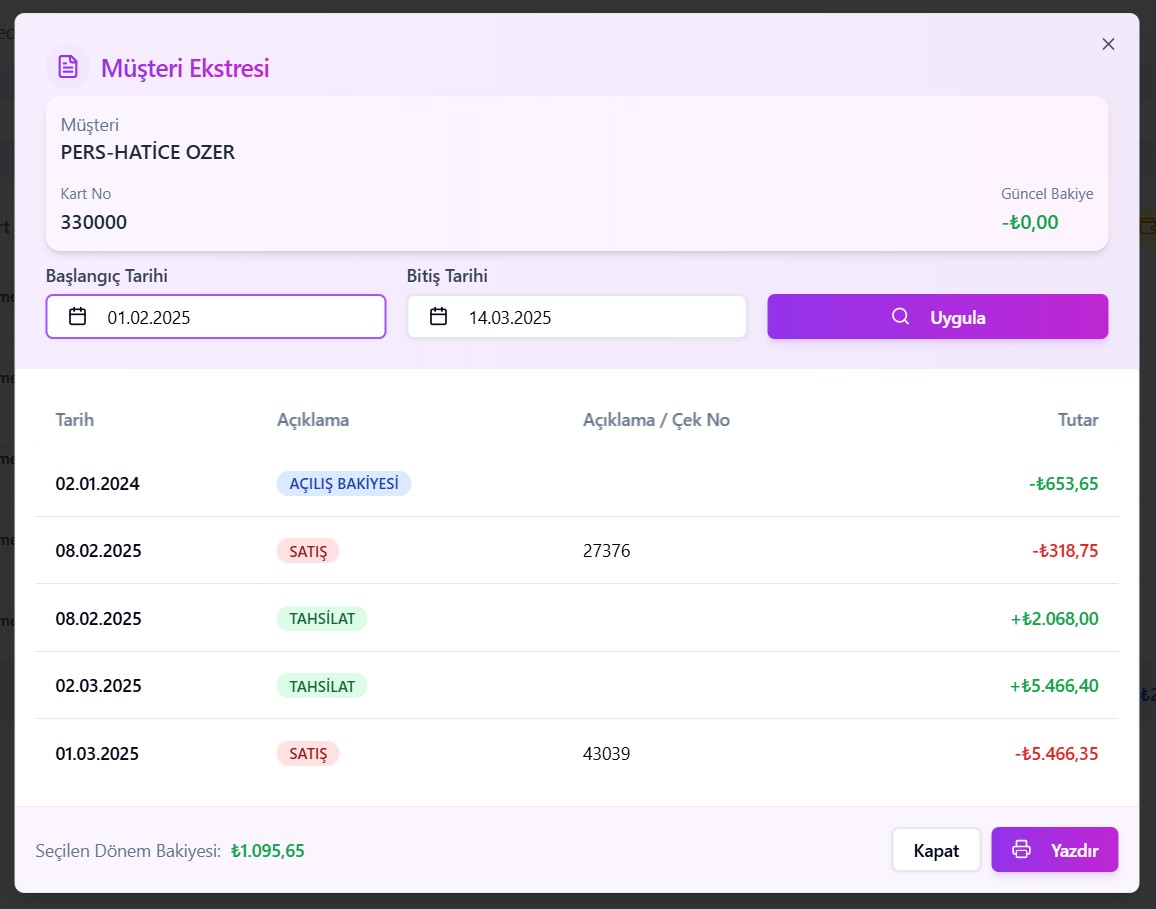 Müşteri Ekstresi
Müşteri
PERS-HATİCE OZER
Kart No
330000
Güncel Bakiye
-₺0,00
Başlangıç Tarihi
Bitiş Tarihi
01.02.2025
14.03.2025
Uygula
Tarih Açıklama Açıklama / Çek No Tutar
02.01.2024 AÇILIŞ BAKİYESİ -₺653,65
08.02.2025 SATIŞ 27376 -₺318,75
08.02.2025 TAHSİLAT +₺2.068,00
02.03.2025 TAHSİLAT +₺5.466,40
01.03.2025 SATIŞ 43039 -₺5.466,35
Seçilen Dönem Bakiyesi: ₺1.095,65
Kapat
Yazdır